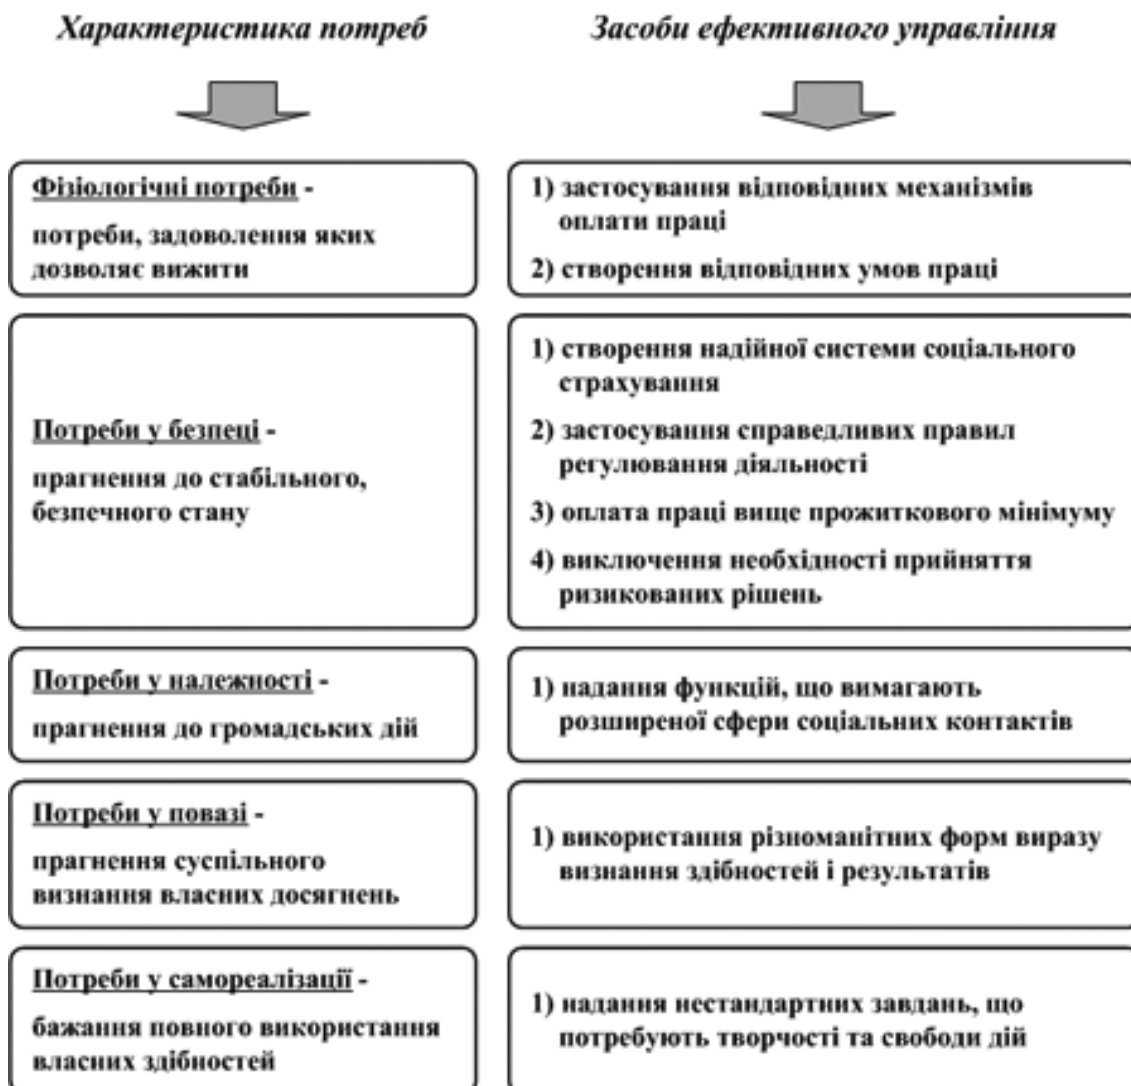 Характеристика потреб
Засоби ефективного управління
Фізіологічні потреби -
потреби, задоволення яких
дозволяє вижити
1) застосування відповідних механізмів
оплати праці
2) створення відповідних умов праці
Потреби у безпеці -
прагнення до стабільного,
безпечного стану
1) створення надійної системи соціального
страхування
2) застосування справедливих правил
регулювання діяльності
3) оплата праці вище прожиткового мінімуму
4) виключення необхідності прийняття
ризикованих рішень
Потреби у належності -
прагнення до громадських дій
1) надання функцій, що вимагають
розширеної сфери соціальних контактів
Потреби у повазі -
прагнення суспільного
визнання власних досягнень
1) використання різноманітних форм виразу
визнання здібностей і результатів
Потреби у самореалізації -
бажання повного використання
власних здібностей
1) надання нестандартних завдань, що
потребують творчості та свободи дій